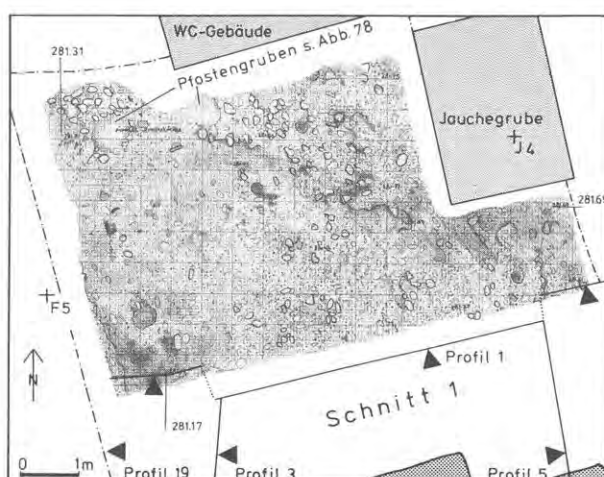 WC-Gebäude
281.31
Pfostengruben s. Abb. 78
Jauchegrube
J4
281.69
F5
Profil 1
N
Schnitt 1
281.17
0 1m
Profil 19
Profil 3
Profil 5